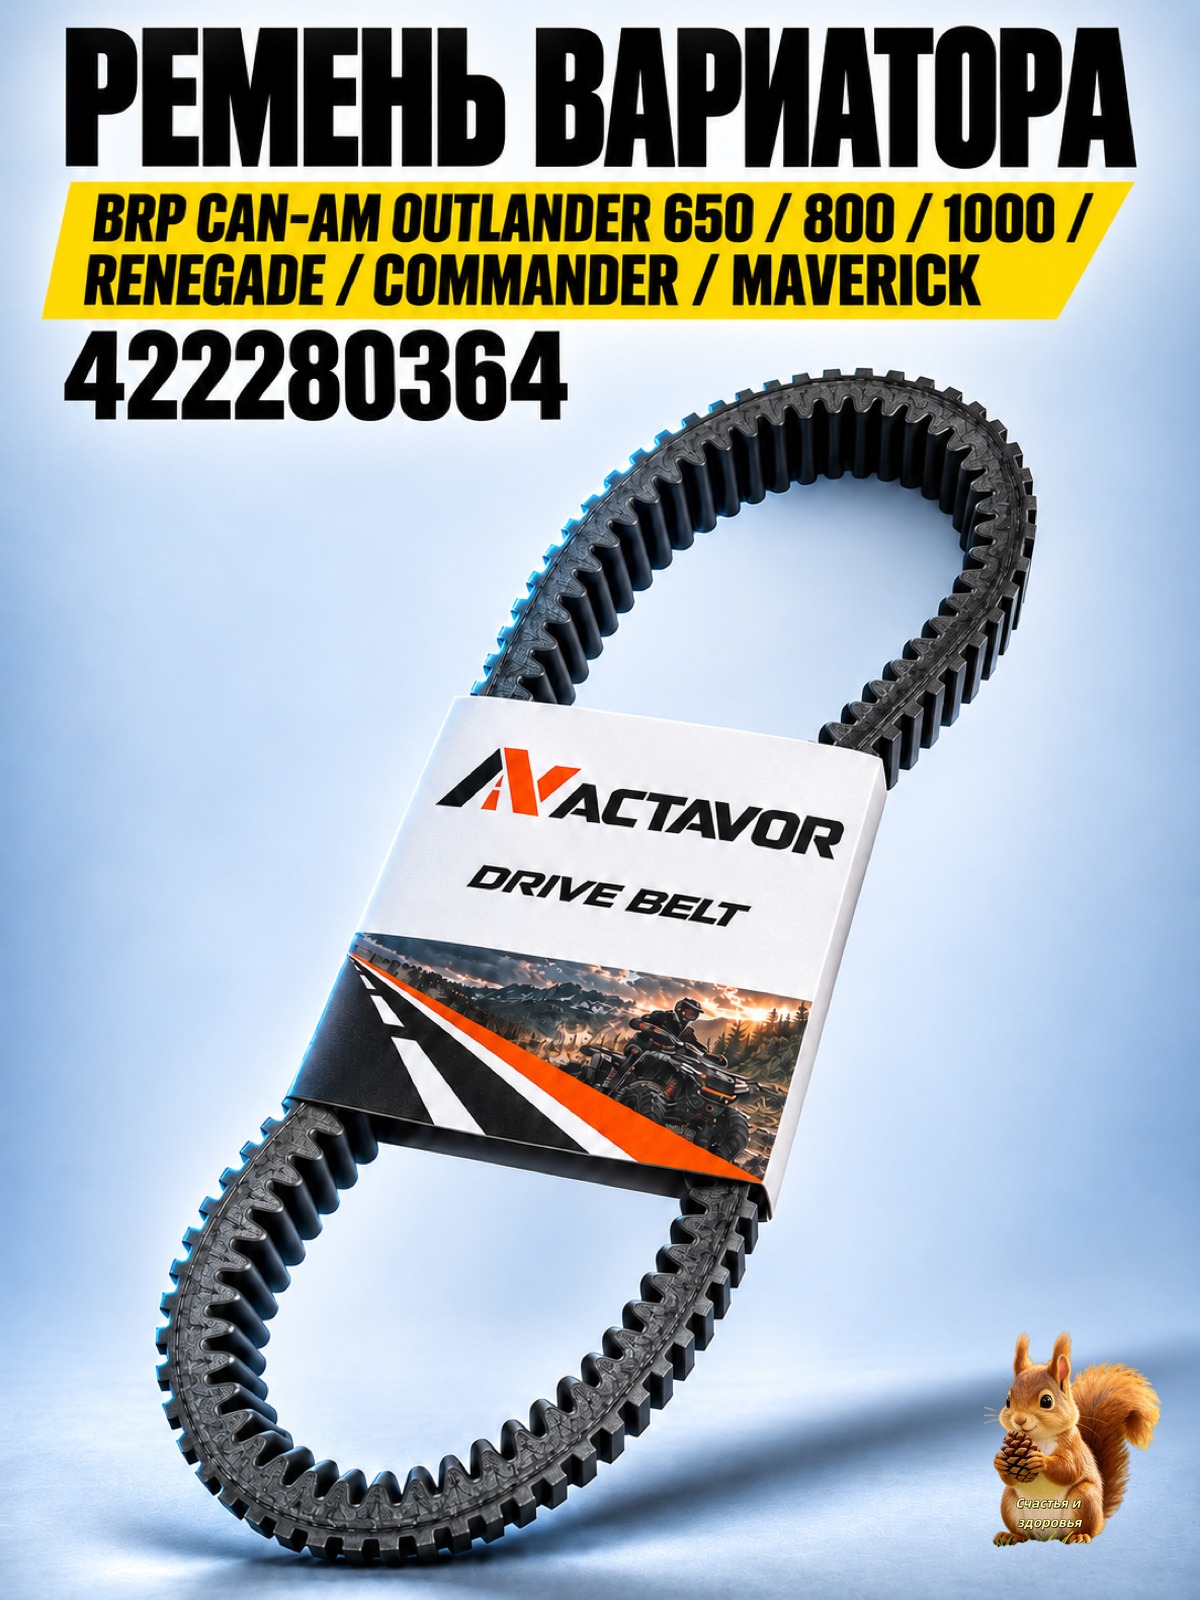 РЕМЕНЬ ВАРИАТОРА
BRP CAN-AM OUTLANDER 650 / 800 / 1000 /
RENEGADE / COMMANDER / MAVERICK
422280364
ACTAVOR
DRIVE BELT
Счастья и
здоровья